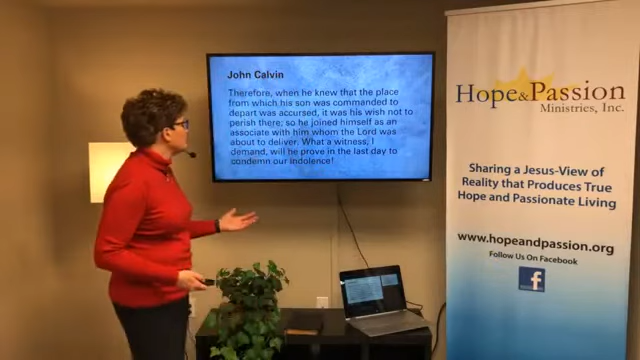 John Calvin
Therefore, when he knew that the place
from which his son was commanded to
depart was accursed, it was his wish not to
perish there; so he joined himself as an
associate with him whom the Lord was
about to deliver. What a witness, I
demand, will he prove in the last day to
condemn our indolence!
Hope&Passion
Ministries, Inc.
Sharing a Jesus-View of
Reality that Produces True
Hope and Passionate Living
www.hopeandpassion.org
Follow Us On Facebook
f